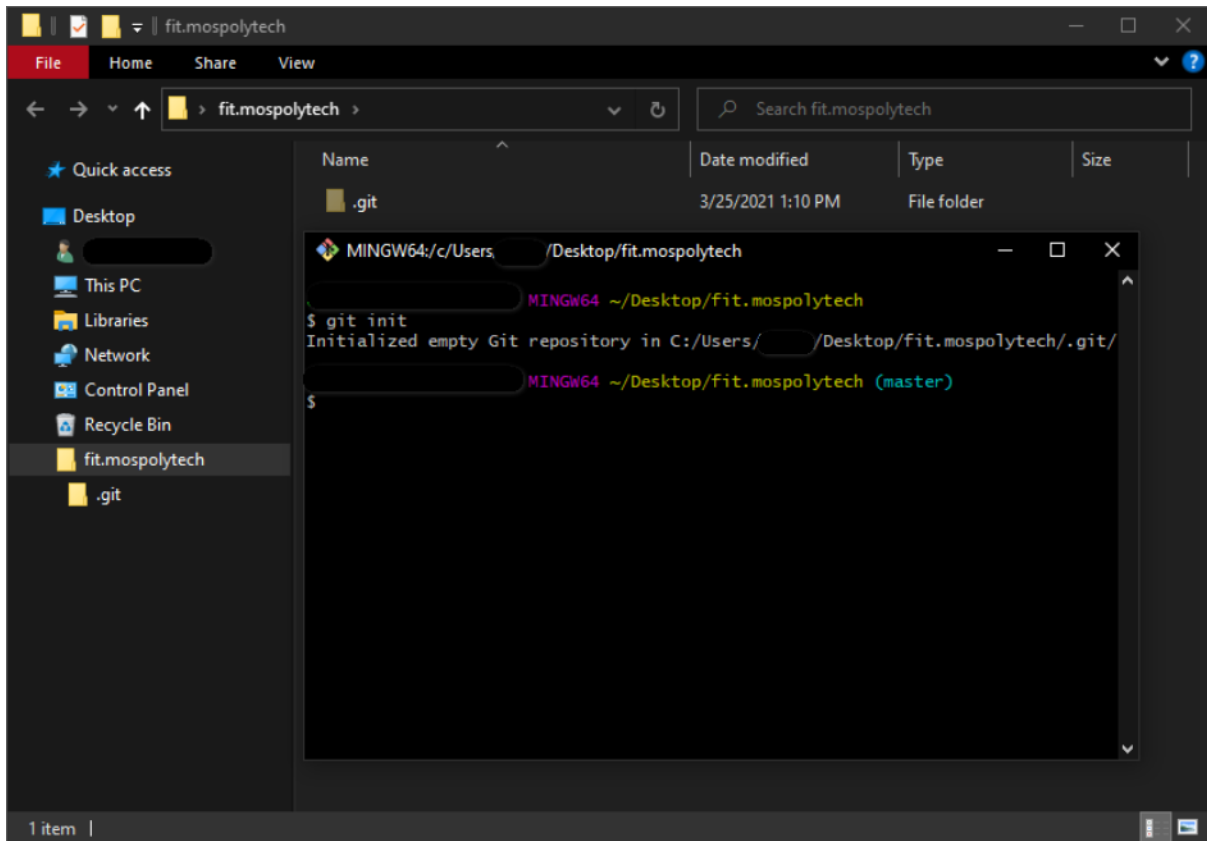 fit.mospolytech
File Home Share View
fit.mospolytech
Search fit.mospolytech
Quick access
Desktop
This PC
Libraries
Network
Control Panel
Recycle Bin
fit.mospolytech
.git
Name Date modified Type Size
.git 3/25/2021 1:10 PM File folder
MINGW64:/c/Users/ /Desktop/fit.mospolytech
MINGW64 ~/Desktop/fit.mospolytech
$ git init
Initialized empty Git repository in C:/Users/ /Desktop/fit.mospolytech/.git/
MINGW64 ~/Desktop/fit.mospolytech (master)
$
1 item